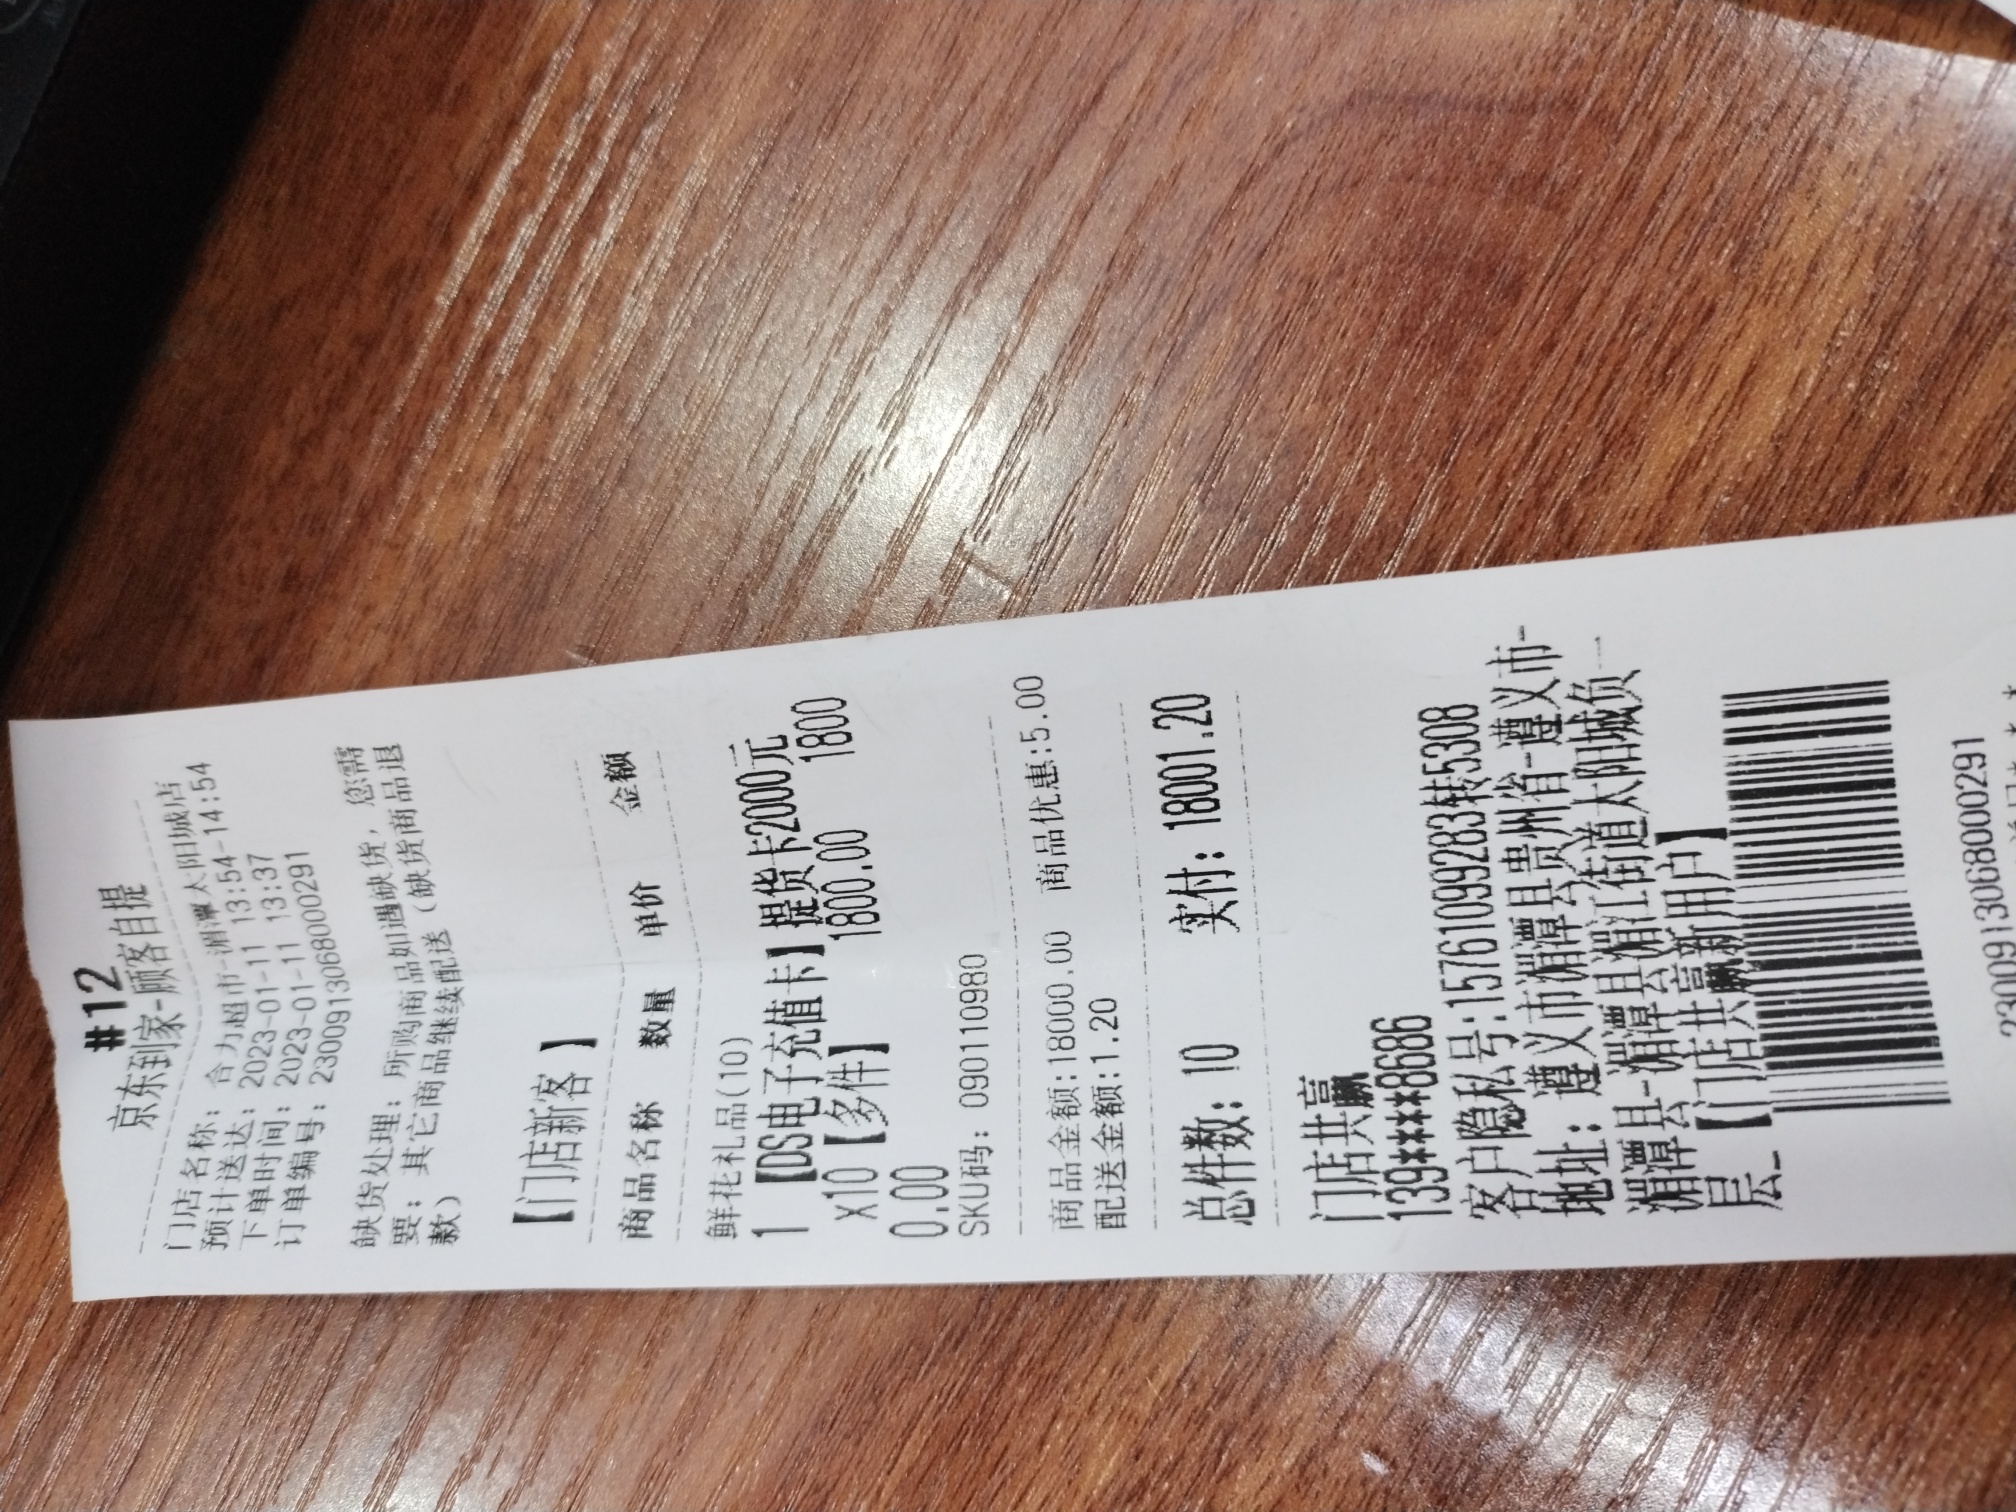 #12
京东到家-顾客自提
门店名称：合力超市-湄潭太阳城店
预计送达：2023-01-11 13:54-14:54
下单时间：2023-01-11 13:37
订单编号：2300913068000291
缺货处理：所购商品如遇缺货，您需
要：其它商品继续配送（缺货商品退
款）
【门店新客 】
商品名称 数量 单价 金额
鲜花礼品(10)
1 【DS电子充值卡】提货卡2000元
x10【多件】 1800.00 1800
0.00
SKU码：0901110980
商品金额:18000.00 商品优惠:5.00
配送金额:1.20
总件数：10 实付：18001.20
门店共赢
139****8686
客户隐私号:15761099283转5308
地址：遵义市湄潭县贵州省-遵义市-
湄潭县-湄潭县湄江街道太阳城负一
层-【门店共赢新用户】
2300913068000291